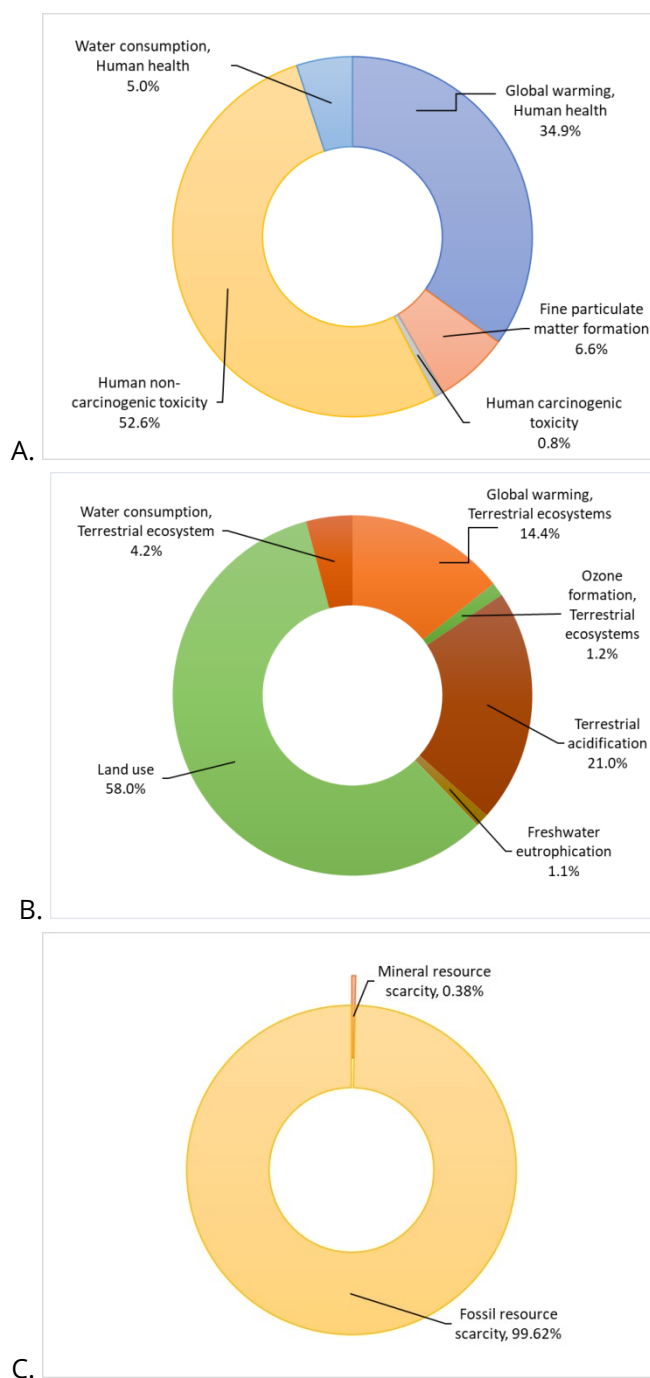 Water consumption,
Human health
5.0%
Global warming,
Human health
34.9%
Fine particulate
matter formation
6.6%
Human carcinogenic
toxicity
0.8%
Human non-
carcinogenic toxicity
52.6%
A.
Water consumption,
Terrestrial ecosystem
4.2%
Global warming,
Terrestrial ecosystems
14.4%
Ozone
formation,
Terrestrial
ecosystems
1.2%
Terrestrial
acidification
21.0%
Freshwater
eutrophication
1.1%
Land use
58.0%
B.
Mineral resource
scarcity, 0.38%
Fossil resource
scarcity, 99.62%
C.